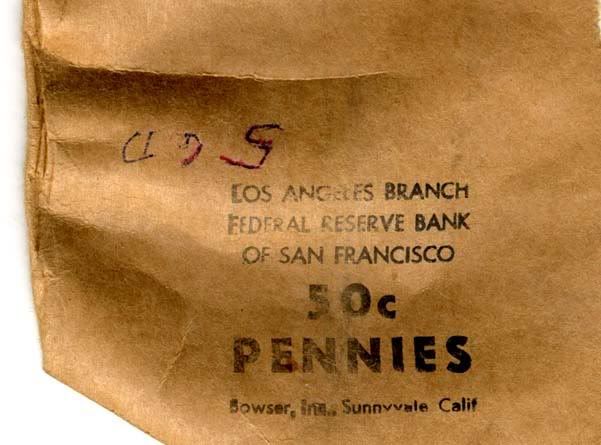 LOS ANGELES BRANCH
FEDERAL RESERVE BANK
OF SAN FRANCISCO
50c
PENNIES
Bowser, Inc., Sunnyvale Calif